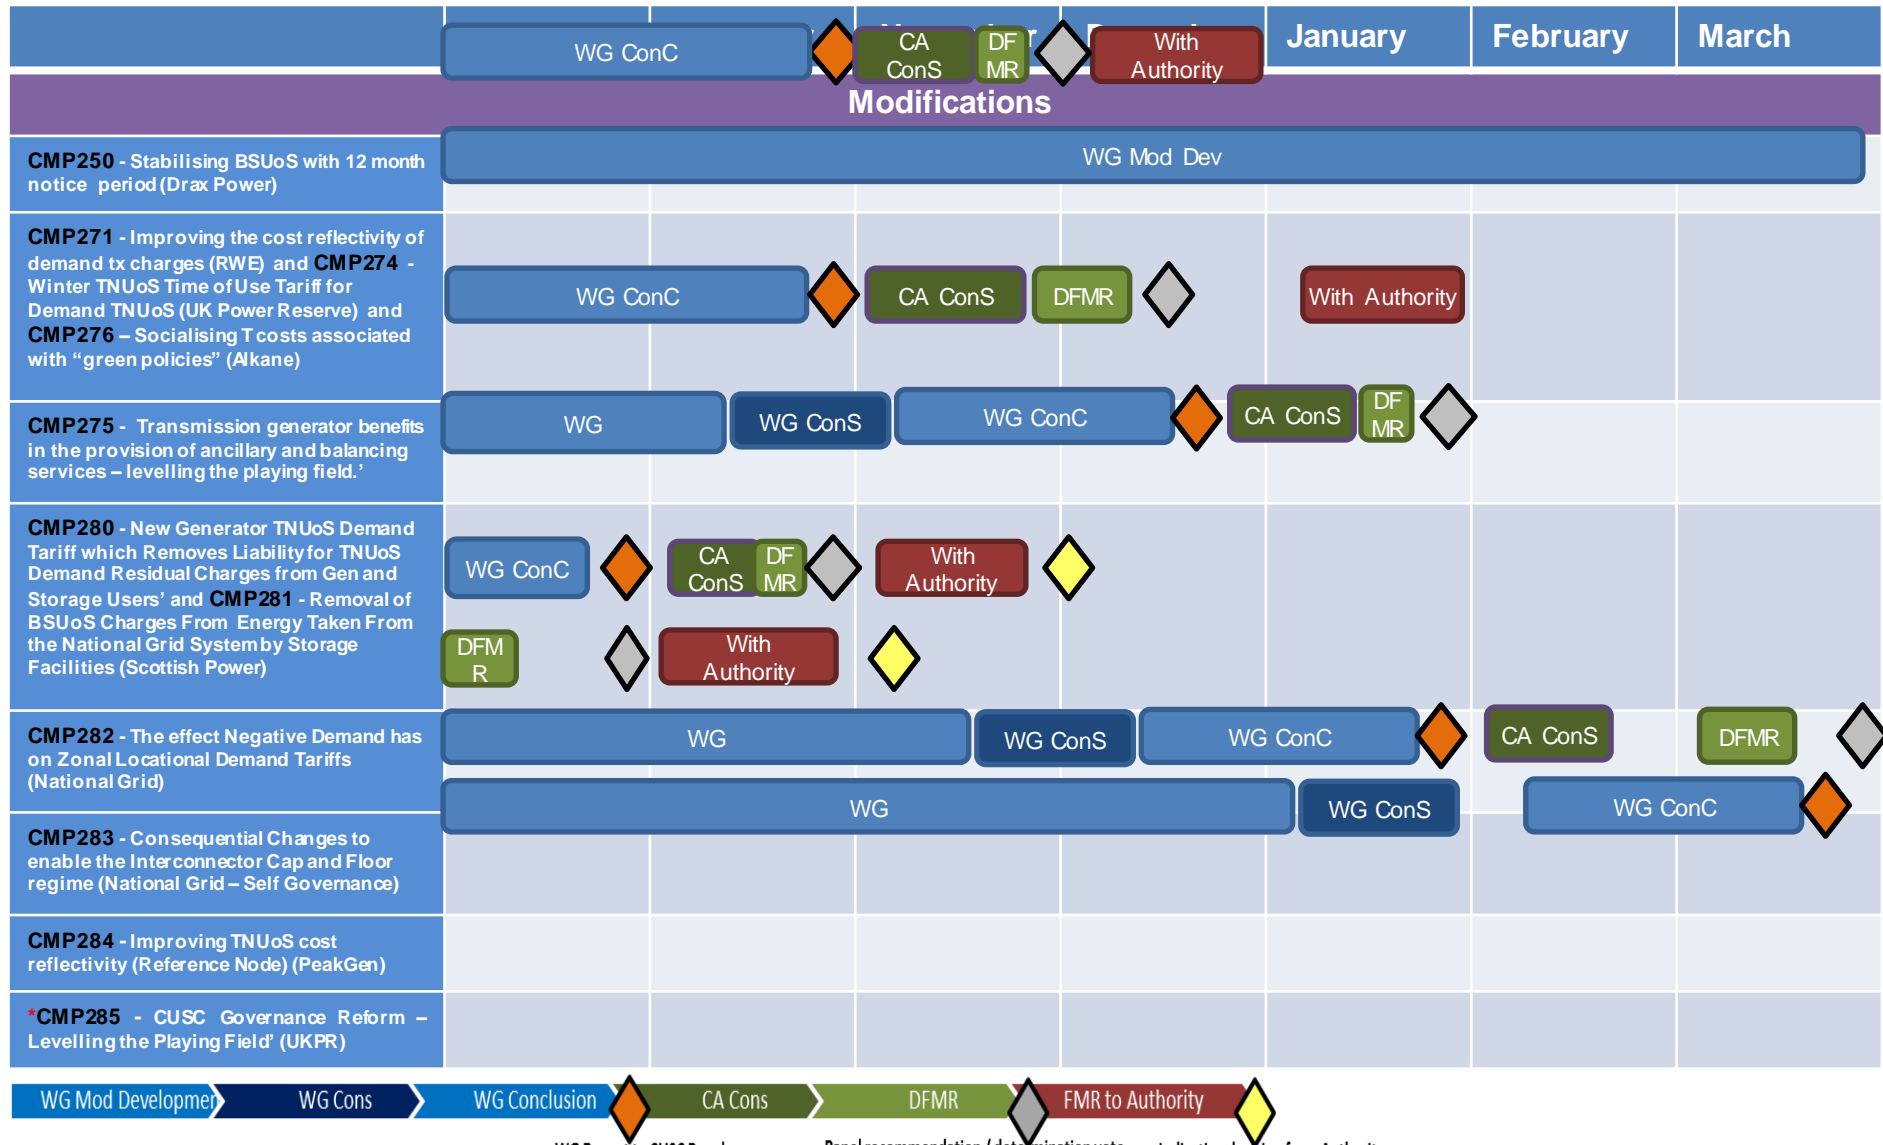 January
February
March
WG ConC
CA
ConS
DF
MR
With
Authority
Modifications
CMP250 - Stabilising BSUoS with 12 month
notice period (Drax Power)
WG Mod Dev
CMP271 - Improving the cost reflectivity of
demand tx charges (RWE) and CMP274 -
Winter TNUoS Time of Use Tariff for
Demand TNUoS (UK Power Reserve) and
CMP276 – Socialising T costs associated
with “green policies” (Alkane)
WG ConC
CA ConS
DFMR
With Authority
CMP275 - Transmission generator benefits
in the provision of ancillary and balancing
services – levelling the playing field.’
WG
WG ConS
WG ConC
CA ConS
DF
MR
CMP280 - New Generator TNUoS Demand
Tariff which Removes Liability for TNUoS
Demand Residual Charges from Gen and
Storage Users’ and CMP281 - Removal of
BSUoS Charges From Energy Taken From
the National Grid System by Storage
Facilities (Scottish Power)
WG ConC
CA
ConS
DF
MR
With
Authority
DFM
R
With
Authority
CMP282 - The effect Negative Demand has
on Zonal Locational Demand Tariffs
(National Grid)
WG
WG ConS
WG ConC
CA ConS
DFMR
WG
WG ConS
WG ConC
CMP283 - Consequential Changes to
enable the Interconnector Cap and Floor
regime (National Grid – Self Governance)
CMP284 - Improving TNUoS cost
reflectivity (Reference Node) (PeakGen)
*CMP285 - CUSC Governance Reform –
Levelling the Playing Field’ (UKPR)
WG Mod Developmen
WG Cons
WG Conclusion
CA Cons
DFMR
FMR to Authority